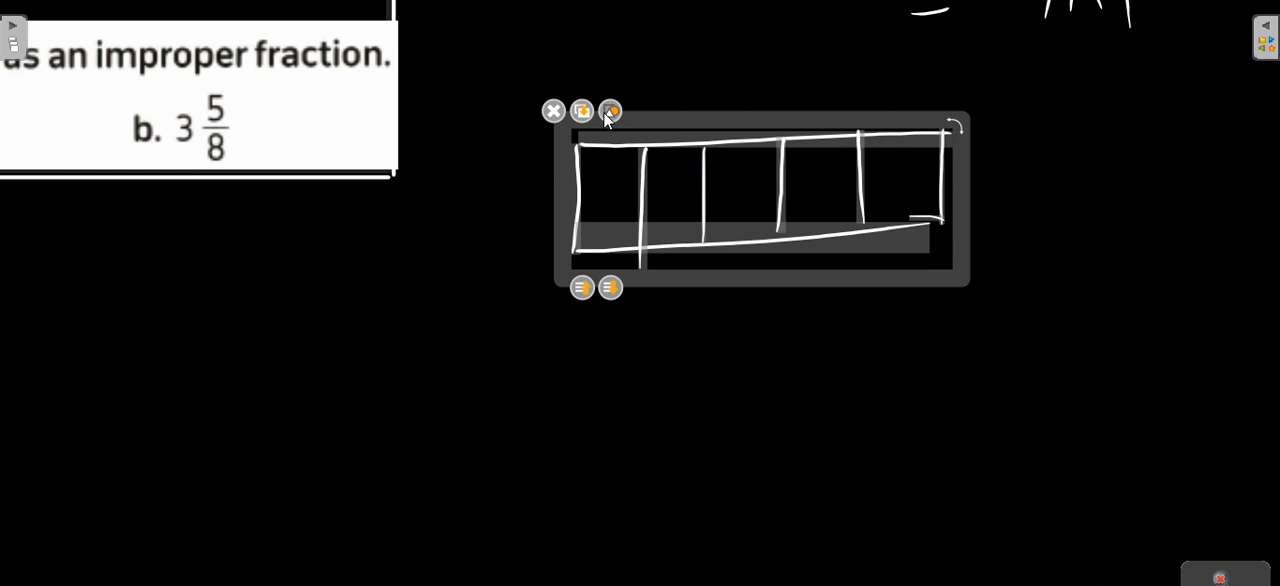 as an improper fraction.
b. 3 5/8